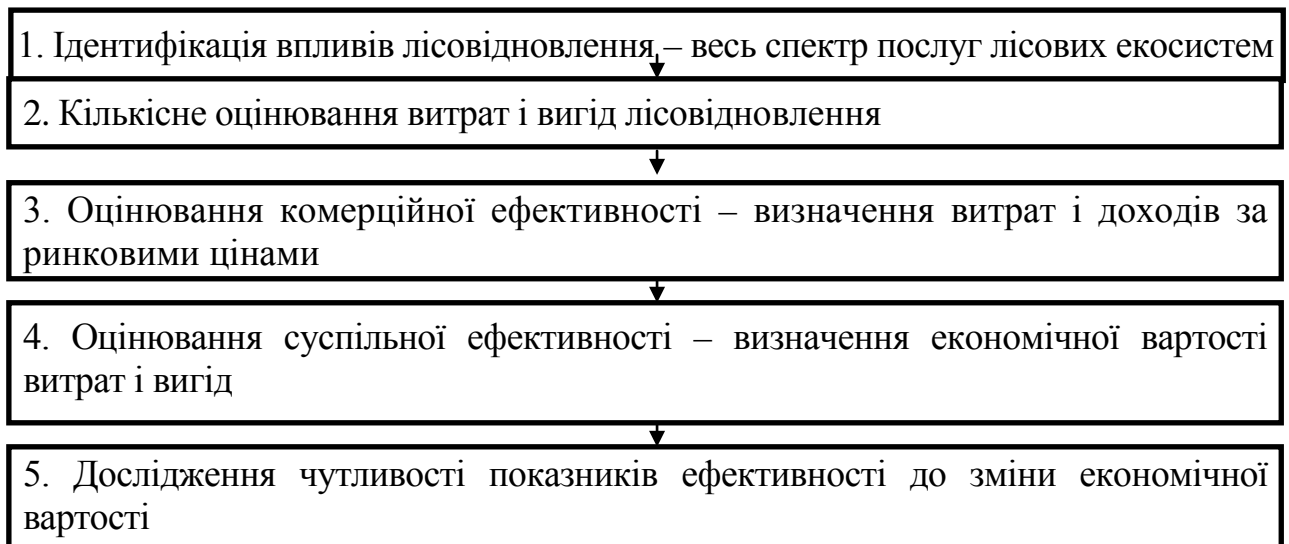 1. Ідентифікація впливів лісовідновлення – весь спектр послуг лісових екосистем
2. Кількісне оцінювання витрат і вигід лісовідновлення
3. Оцінювання комерційної ефективності – визначення витрат і доходів за
ринковими цінами
4. Оцінювання суспільної ефективності – визначення економічної вартості
витрат і вигід
5. Дослідження чутливості показників ефективності до зміни економічної
вартості